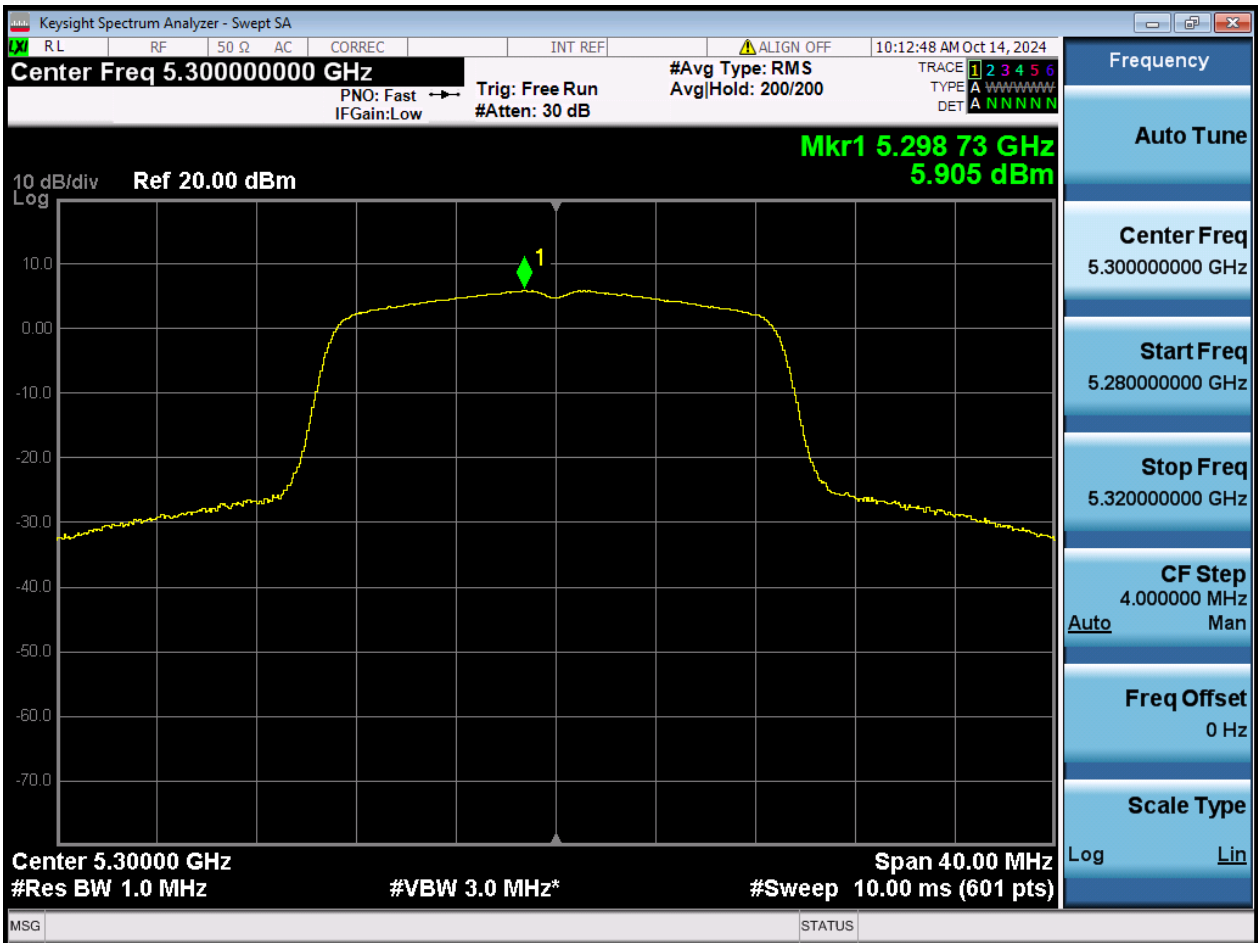 Keysight Spectrum Analyzer - Swept SA
LXI RL RF 50 Ω AC CORREC INT REF ALIGN OFF 10:12:48 AM Oct 14, 2024
Center Freq 5.300000000 GHz
PNO: Fast
IFGain:Low
Trig: Free Run
#Atten: 30 dB
#Avg Type: RMS
Avg|Hold: 200/200
TRACE 1 2 3 4 5 6
TYPE A WWWWW
DET A N N N N N
Mkr1 5.298 73 GHz
5.905 dBm
10 dB/div Ref 20.00 dBm
Log
1
10.0
0.00
-10.0
-20.0
-30.0
-40.0
-50.0
-60.0
-70.0
Center 5.30000 GHz Span 40.00 MHz
#Res BW 1.0 MHz #VBW 3.0 MHz* #Sweep 10.00 ms (601 pts)
MSG STATUS
Frequency
Auto Tune
Center Freq
5.300000000 GHz
Start Freq
5.280000000 GHz
Stop Freq
5.320000000 GHz
CF Step
4.000000 MHz
Auto Man
Freq Offset
0 Hz
Scale Type
Log Lin